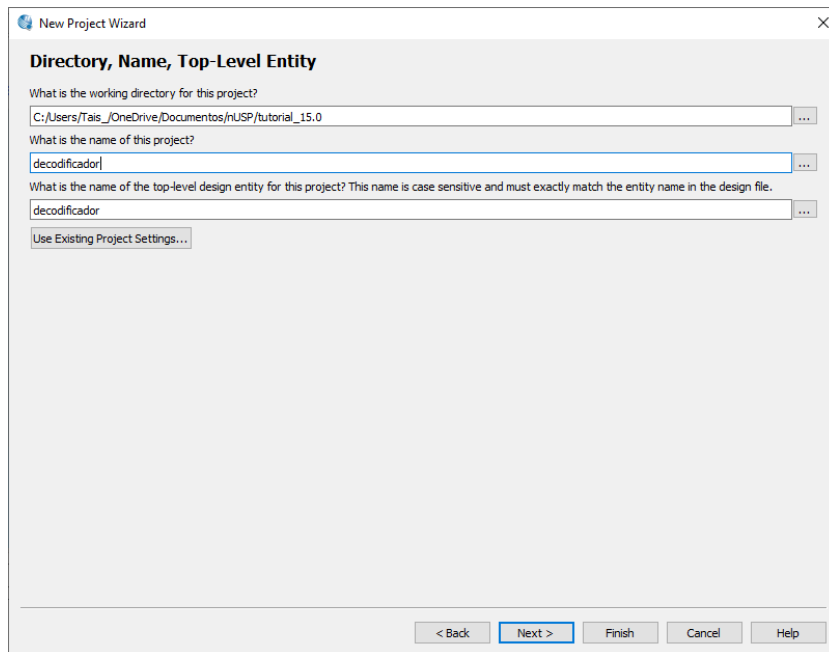 New Project Wizard
Directory, Name, Top-Level Entity
What is the working directory for this project?
C:/Users/Tais_/OneDrive/Documentos/nUSP/tutorial_15.0
...
What is the name of this project?
decodificador
...
What is the name of the top-level design entity for this project? This name is case sensitive and must exactly match the entity name in the design file.
decodificador
...
Use Existing Project Settings...
< Back Next > Finish Cancel Help